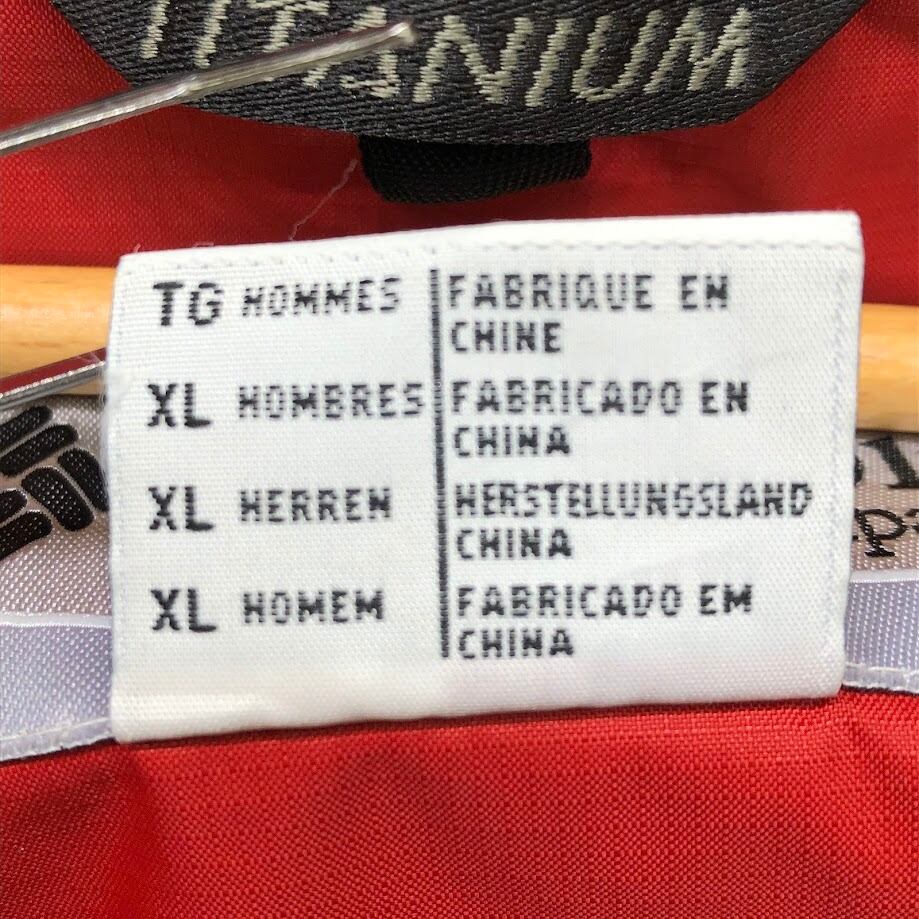 TITANIUM
TG HOMMES
FABRIQUE EN
CHINE
XL HOMBRES
FABRICADO EN
CHINA
XL HERREN
HERSTELLUNGSLAND
CHINA
XL HOMEM
FABRICADO EM
CHINA